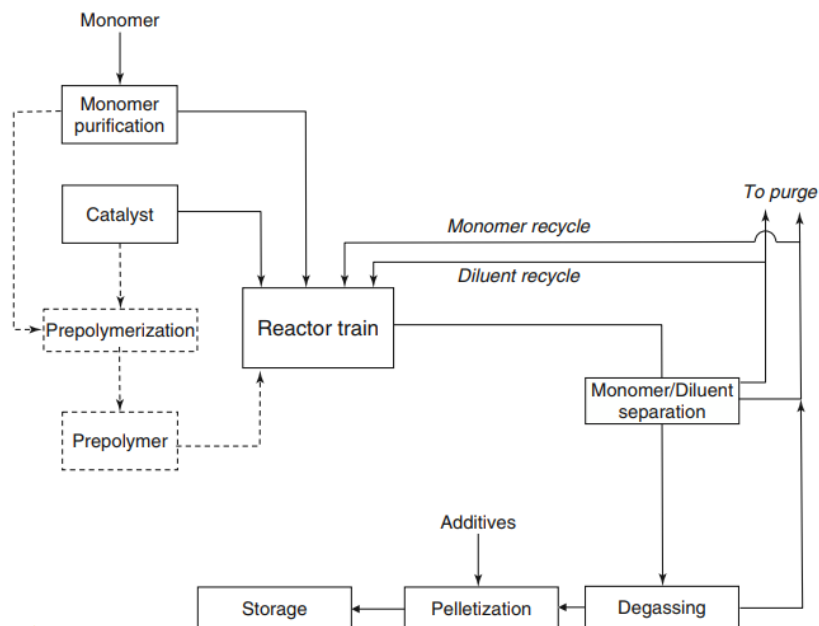 Monomer
Monomer
purification
Catalyst
To purge
Monomer recycle
Diluent recycle
Prepolymerization
Reactor train
Monomer/Diluent
separation
Prepolymer
Additives
Storage
Pelletization
Degassing